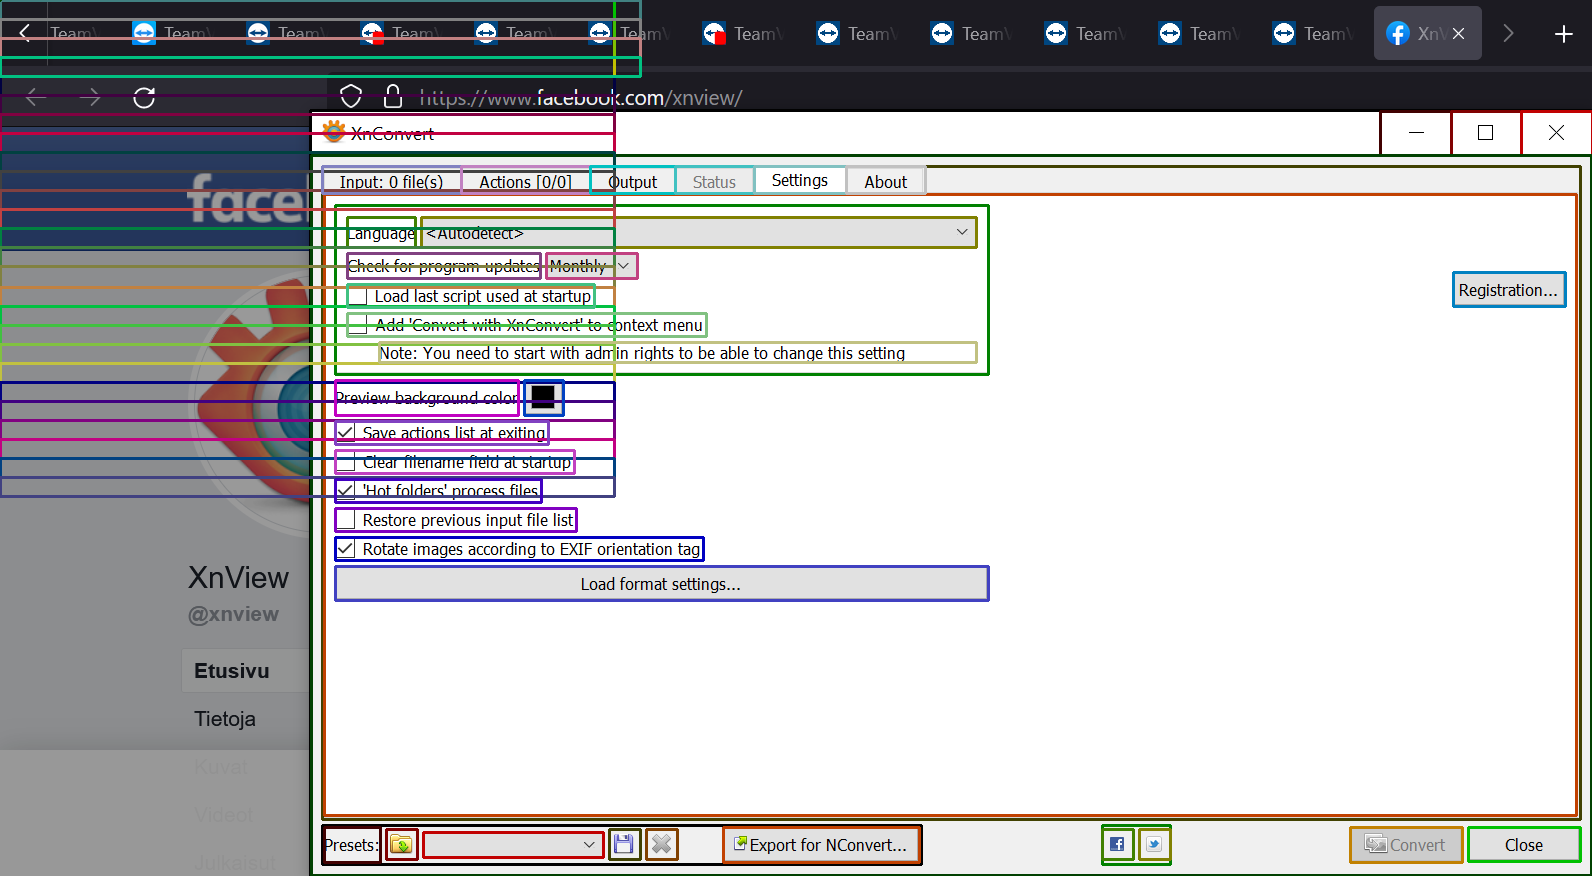 Team TeamV Team Team Team Team Team Team Team Team Team Team XnV
https://www.facebook.com/xnview/
XnConvert
Input: 0 file(s) Actions [0/0] Output Status Settings About
face
Language <Autodetect>
Check for program updates Monthly
Registration...
Load last script used at startup
Add 'Convert with XnConvert' to context menu
Note: You need to start with admin rights to be able to change this setting
Preview background color
Save actions list at exiting
Clear filename field at startup
'Hot folders' process files
Restore previous input file list
Rotate images according to EXIF orientation tag
Load format settings...
XnView
@xnview
Etusivu
Tietoja
Kuvat
Videot
Julkaisut
Presets: Export for NConvert... Convert Close